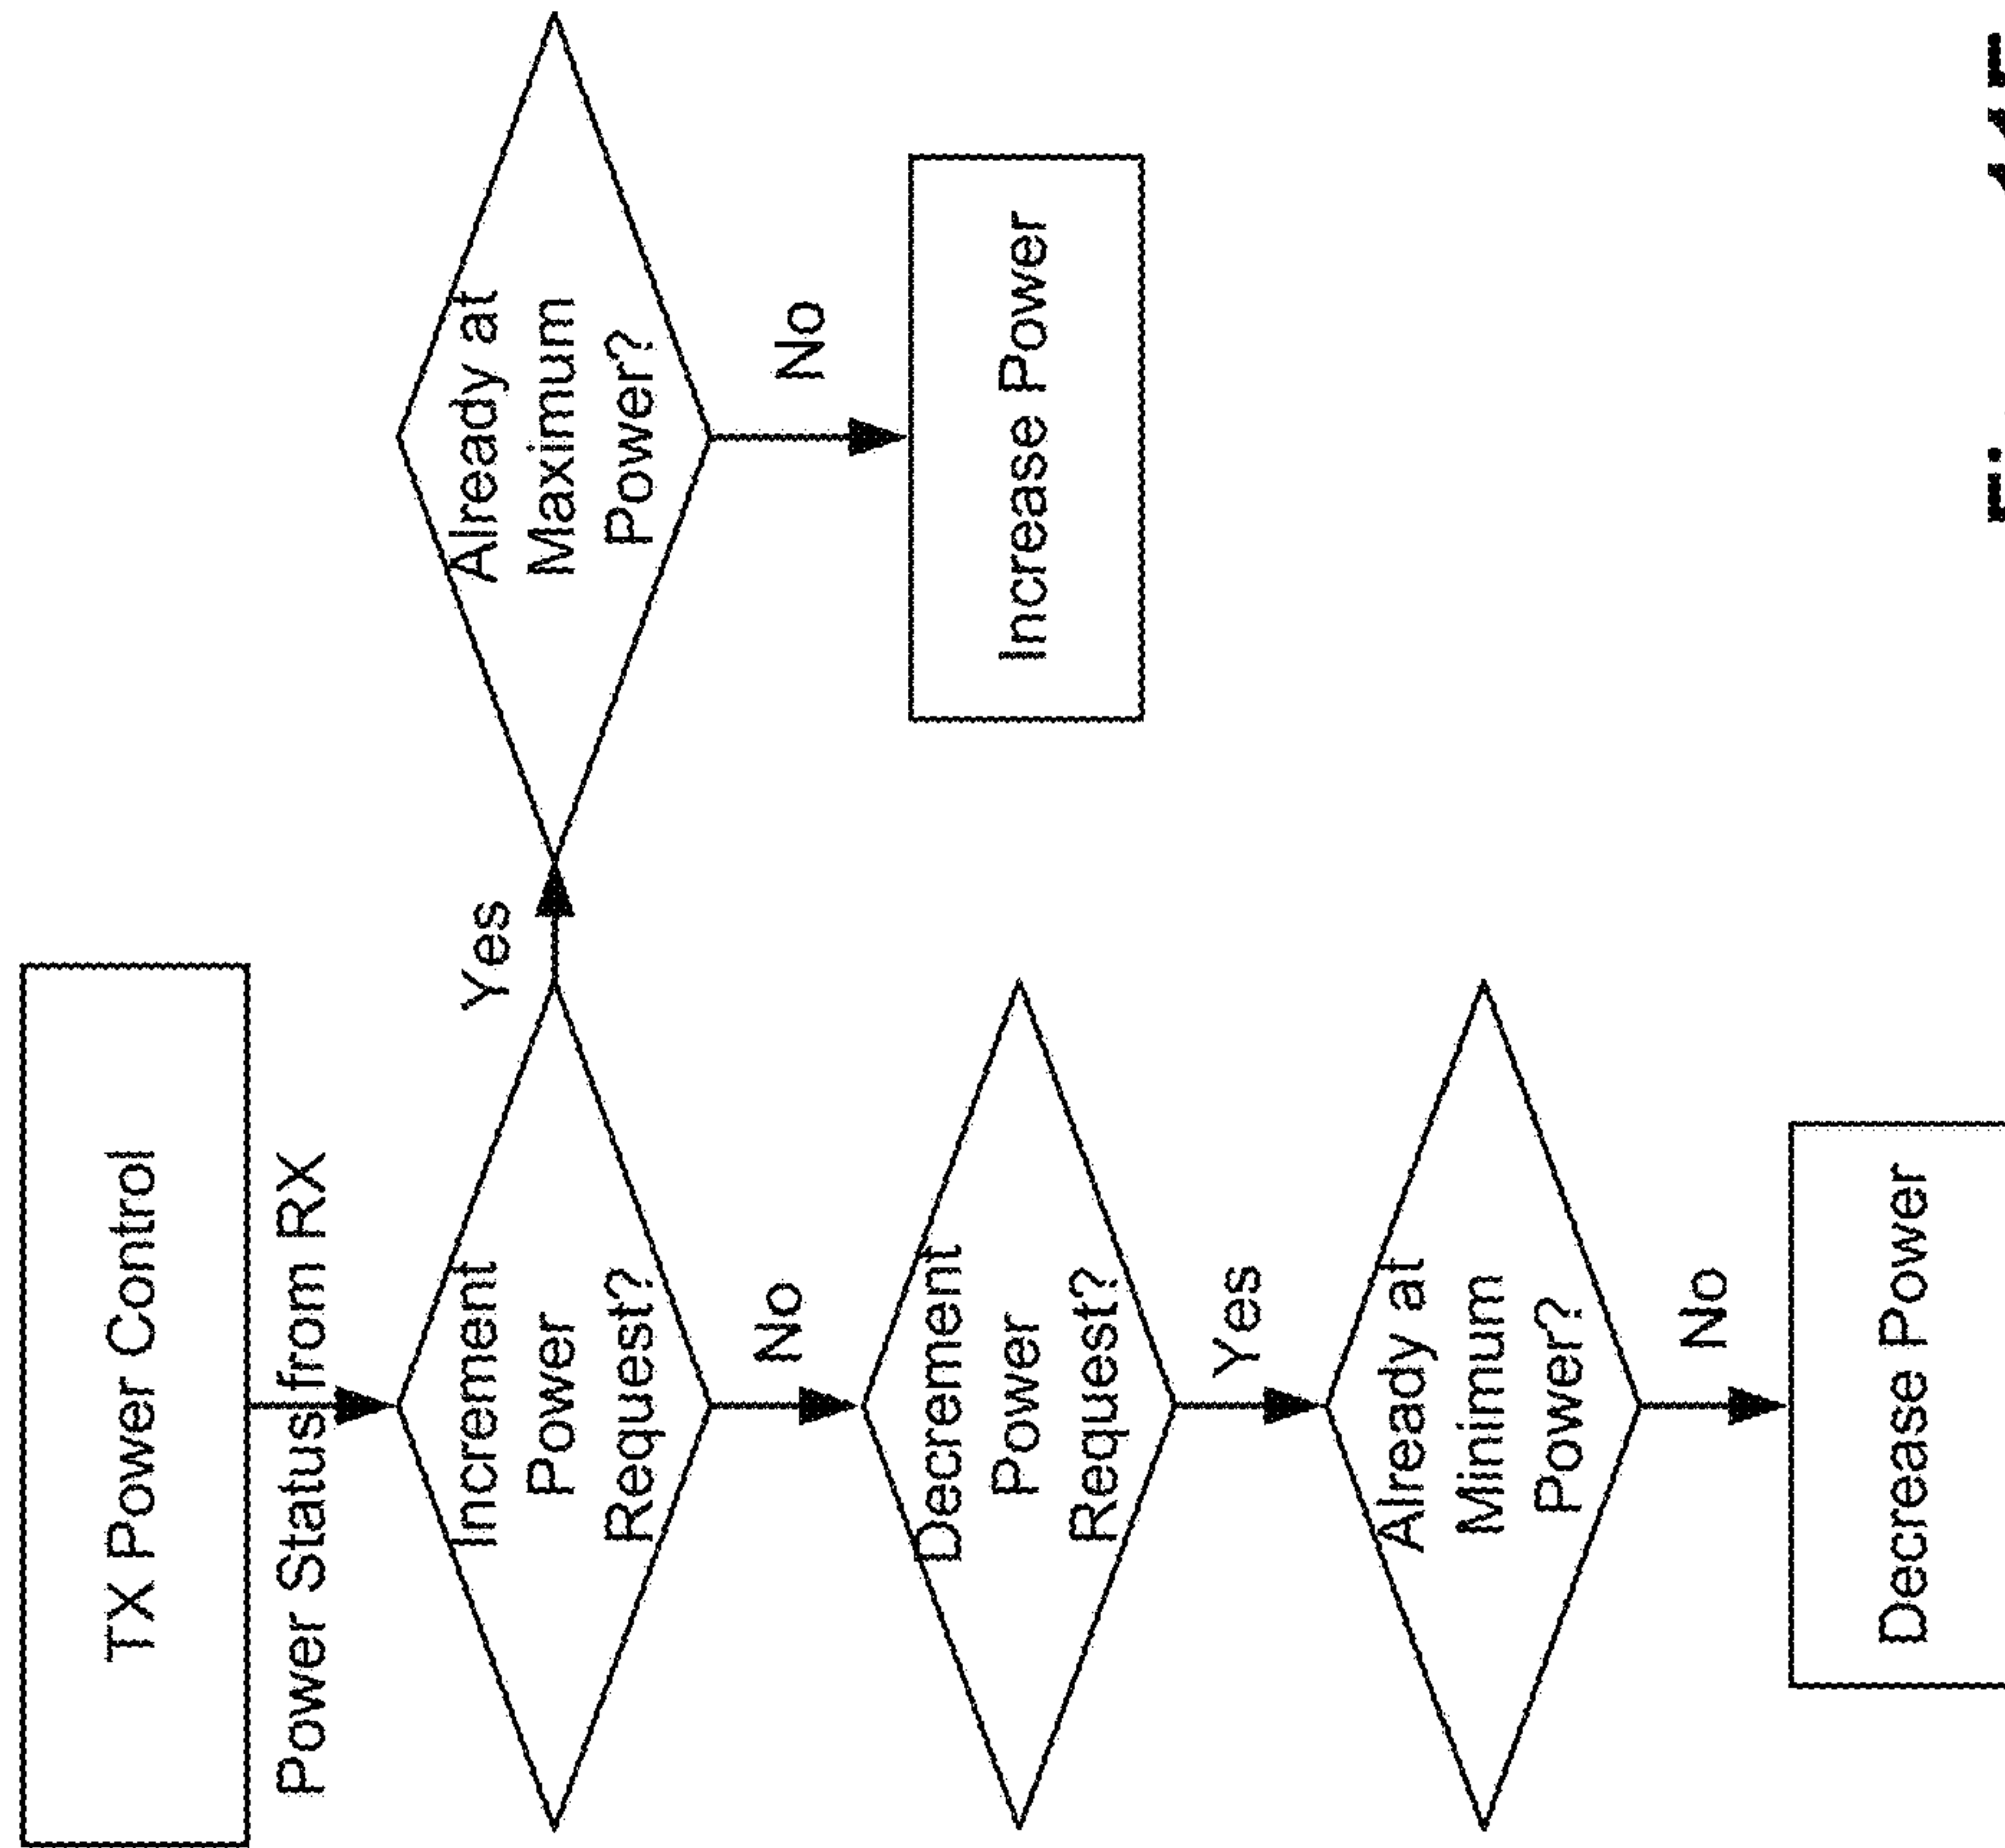 TX Power Control
Power Status from RX
Increment
Power
Request?
Yes
Already at
Maximum
Power?
No
Increase Power
No
Decrement
Power
Request?
Yes
Already at
Minimum
Power?
No
Decrease Power